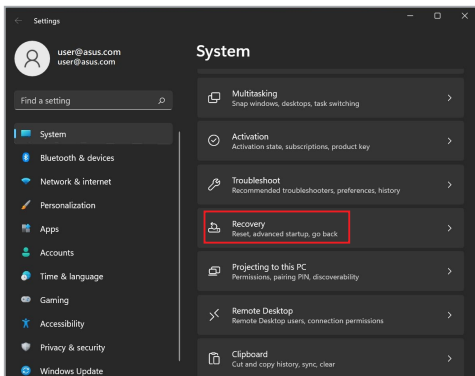 Settings
user@asus.com
user@asus.com
Find a setting
System
Bluetooth & devices
Network & internet
Personalization
Apps
Accounts
Time & language
Gaming
Accessibility
Privacy & security
Windows Update
System
Multitasking
Snap windows, desktops, task switching
Activation
Activation state, subscriptions, product key
Troubleshoot
Recommended troubleshooters, preferences, history
Recovery
Reset, advanced startup, go back
Projecting to this PC
Permissions, pairing PIN, discoverability
Remote Desktop
Remote Desktop users, connection permissions
Clipboard
Cut and copy history, sync, clear